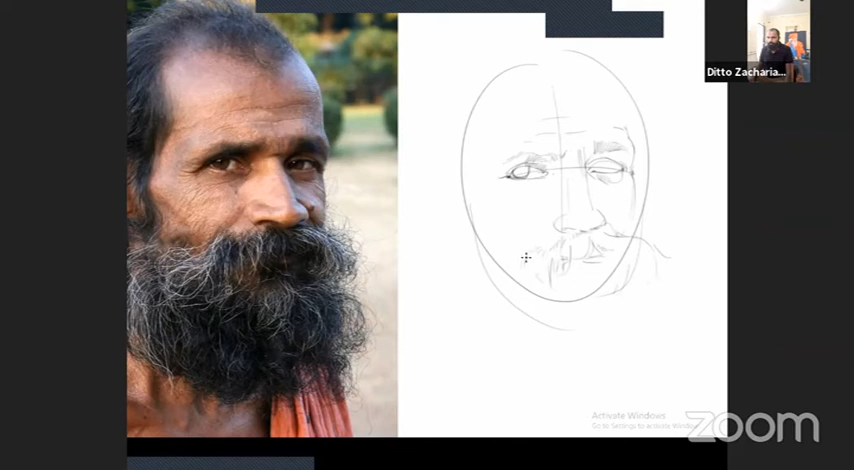 Ditto Zacharia...
Activate Windows
Go to Settings to activate Windows.
zoom